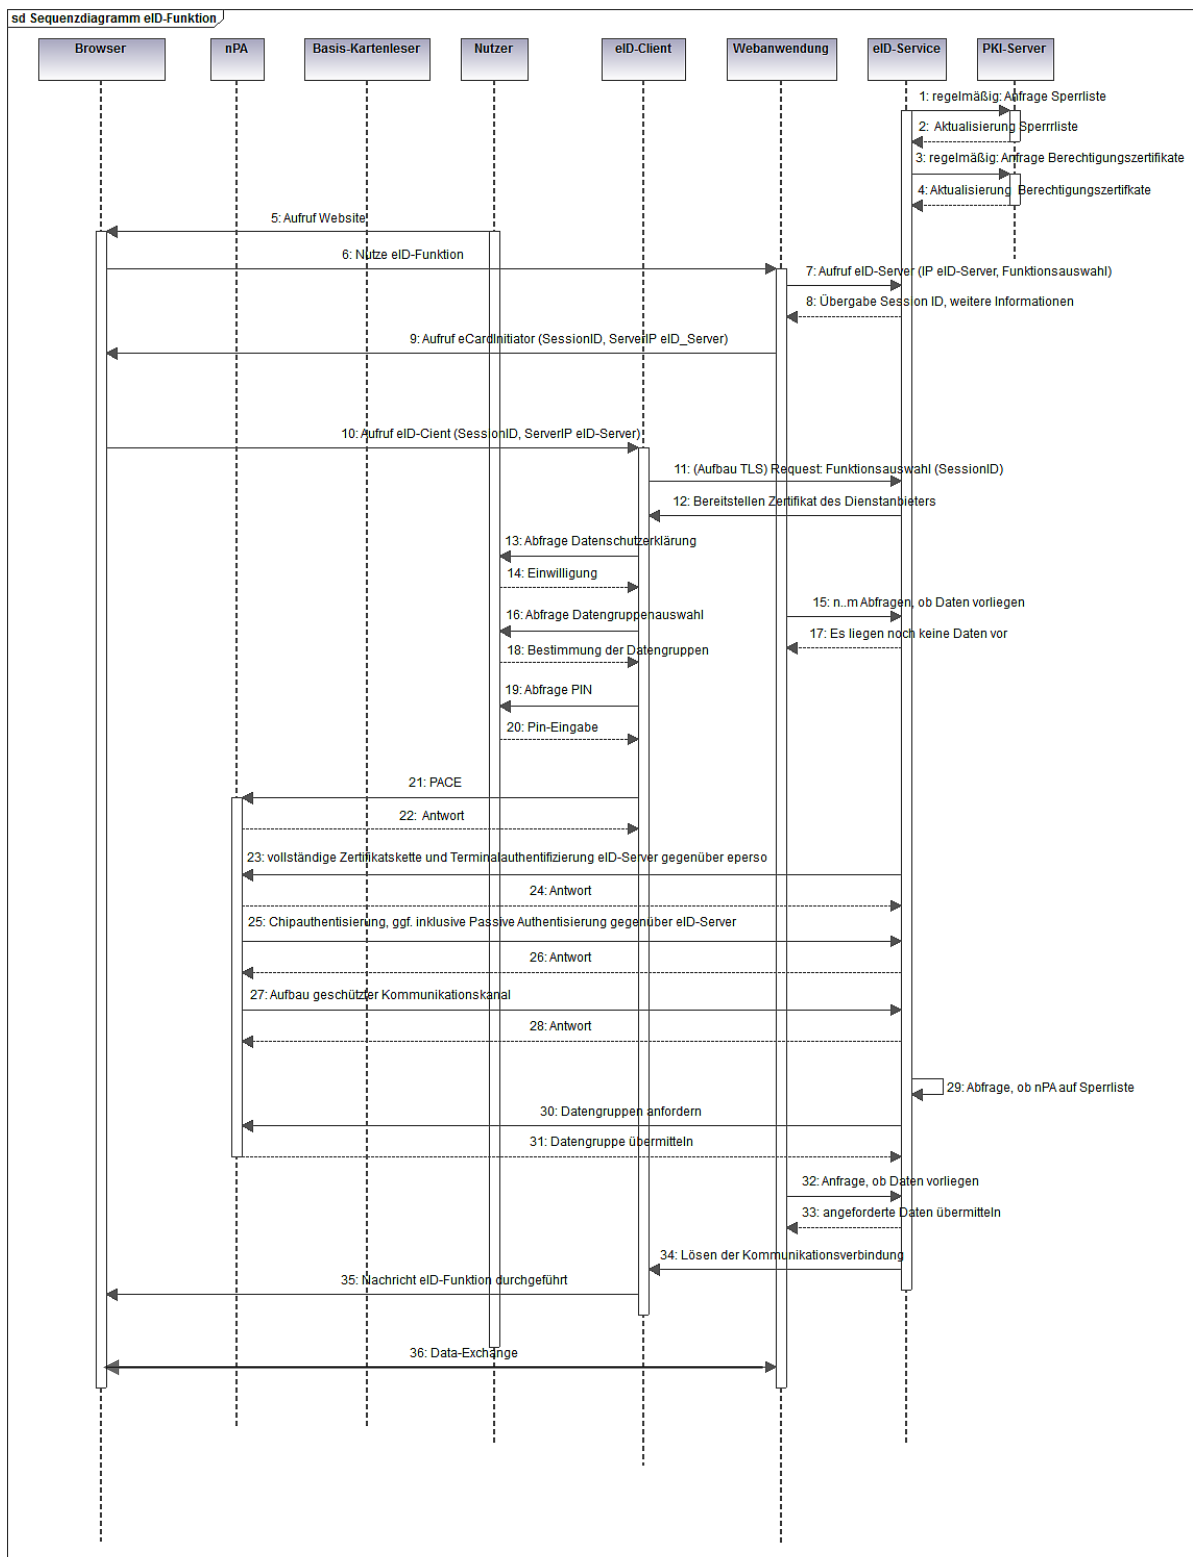 sd Sequenzdiagramm eID-Funktion
Browser
nPA
Basis-Kartenleser
Nutzer
eID-Client
Webanwendung
eID-Service
PKI-Server
1: regelmäßig: Anfrage Sperrliste
2: Aktualisierung Sperrrliste
3: regelmäßig: Anfrage Berechtigungszertifikate
4: Aktualisierung Berechtigungszertifkate
5: Aufruf Website
6: Nutze eID-Funktion
7: Aufruf eID-Server (IP eID-Server, Funktionsauswahl)
8: Übergabe Session ID, weitere Informationen
9: Aufruf eCardInitiator (SessionID, ServerIP eID_Server)
10: Aufruf eID-Cient (SessionID, ServerIP eID-Server)
11: (Aufbau TLS) Request: Funktionsauswahl (SessionID)
12: Bereitstellen Zertifikat des Dienstanbieters
13: Abfrage Datenschutzerklärung
14: Einwilligung
15: n..m Abfragen, ob Daten vorliegen
16: Abfrage Datengruppenauswahl
17: Es liegen noch keine Daten vor
18: Bestimmung der Datengruppen
19: Abfrage PIN
20: Pin-Eingabe
21: PACE
22: Antwort
23: vollständige Zertifikatskette und Terminalauthentifizierung eID-Server gegenüber eperso
24: Antwort
25: Chipauthentisierung, ggf. inklusive Passive Authentisierung gegenüber eID-Server
26: Antwort
27: Aufbau geschützter Kommunikationskanal
28: Antwort
29: Abfrage, ob nPA auf Sperrliste
30: Datengruppen anfordern
31: Datengruppe übermitteln
32: Anfrage, ob Daten vorliegen
33: angeforderte Daten übermitteln
34: Lösen der Kommunikationsverbindung
35: Nachricht eID-Funktion durchgeführt
36: Data-Exchange